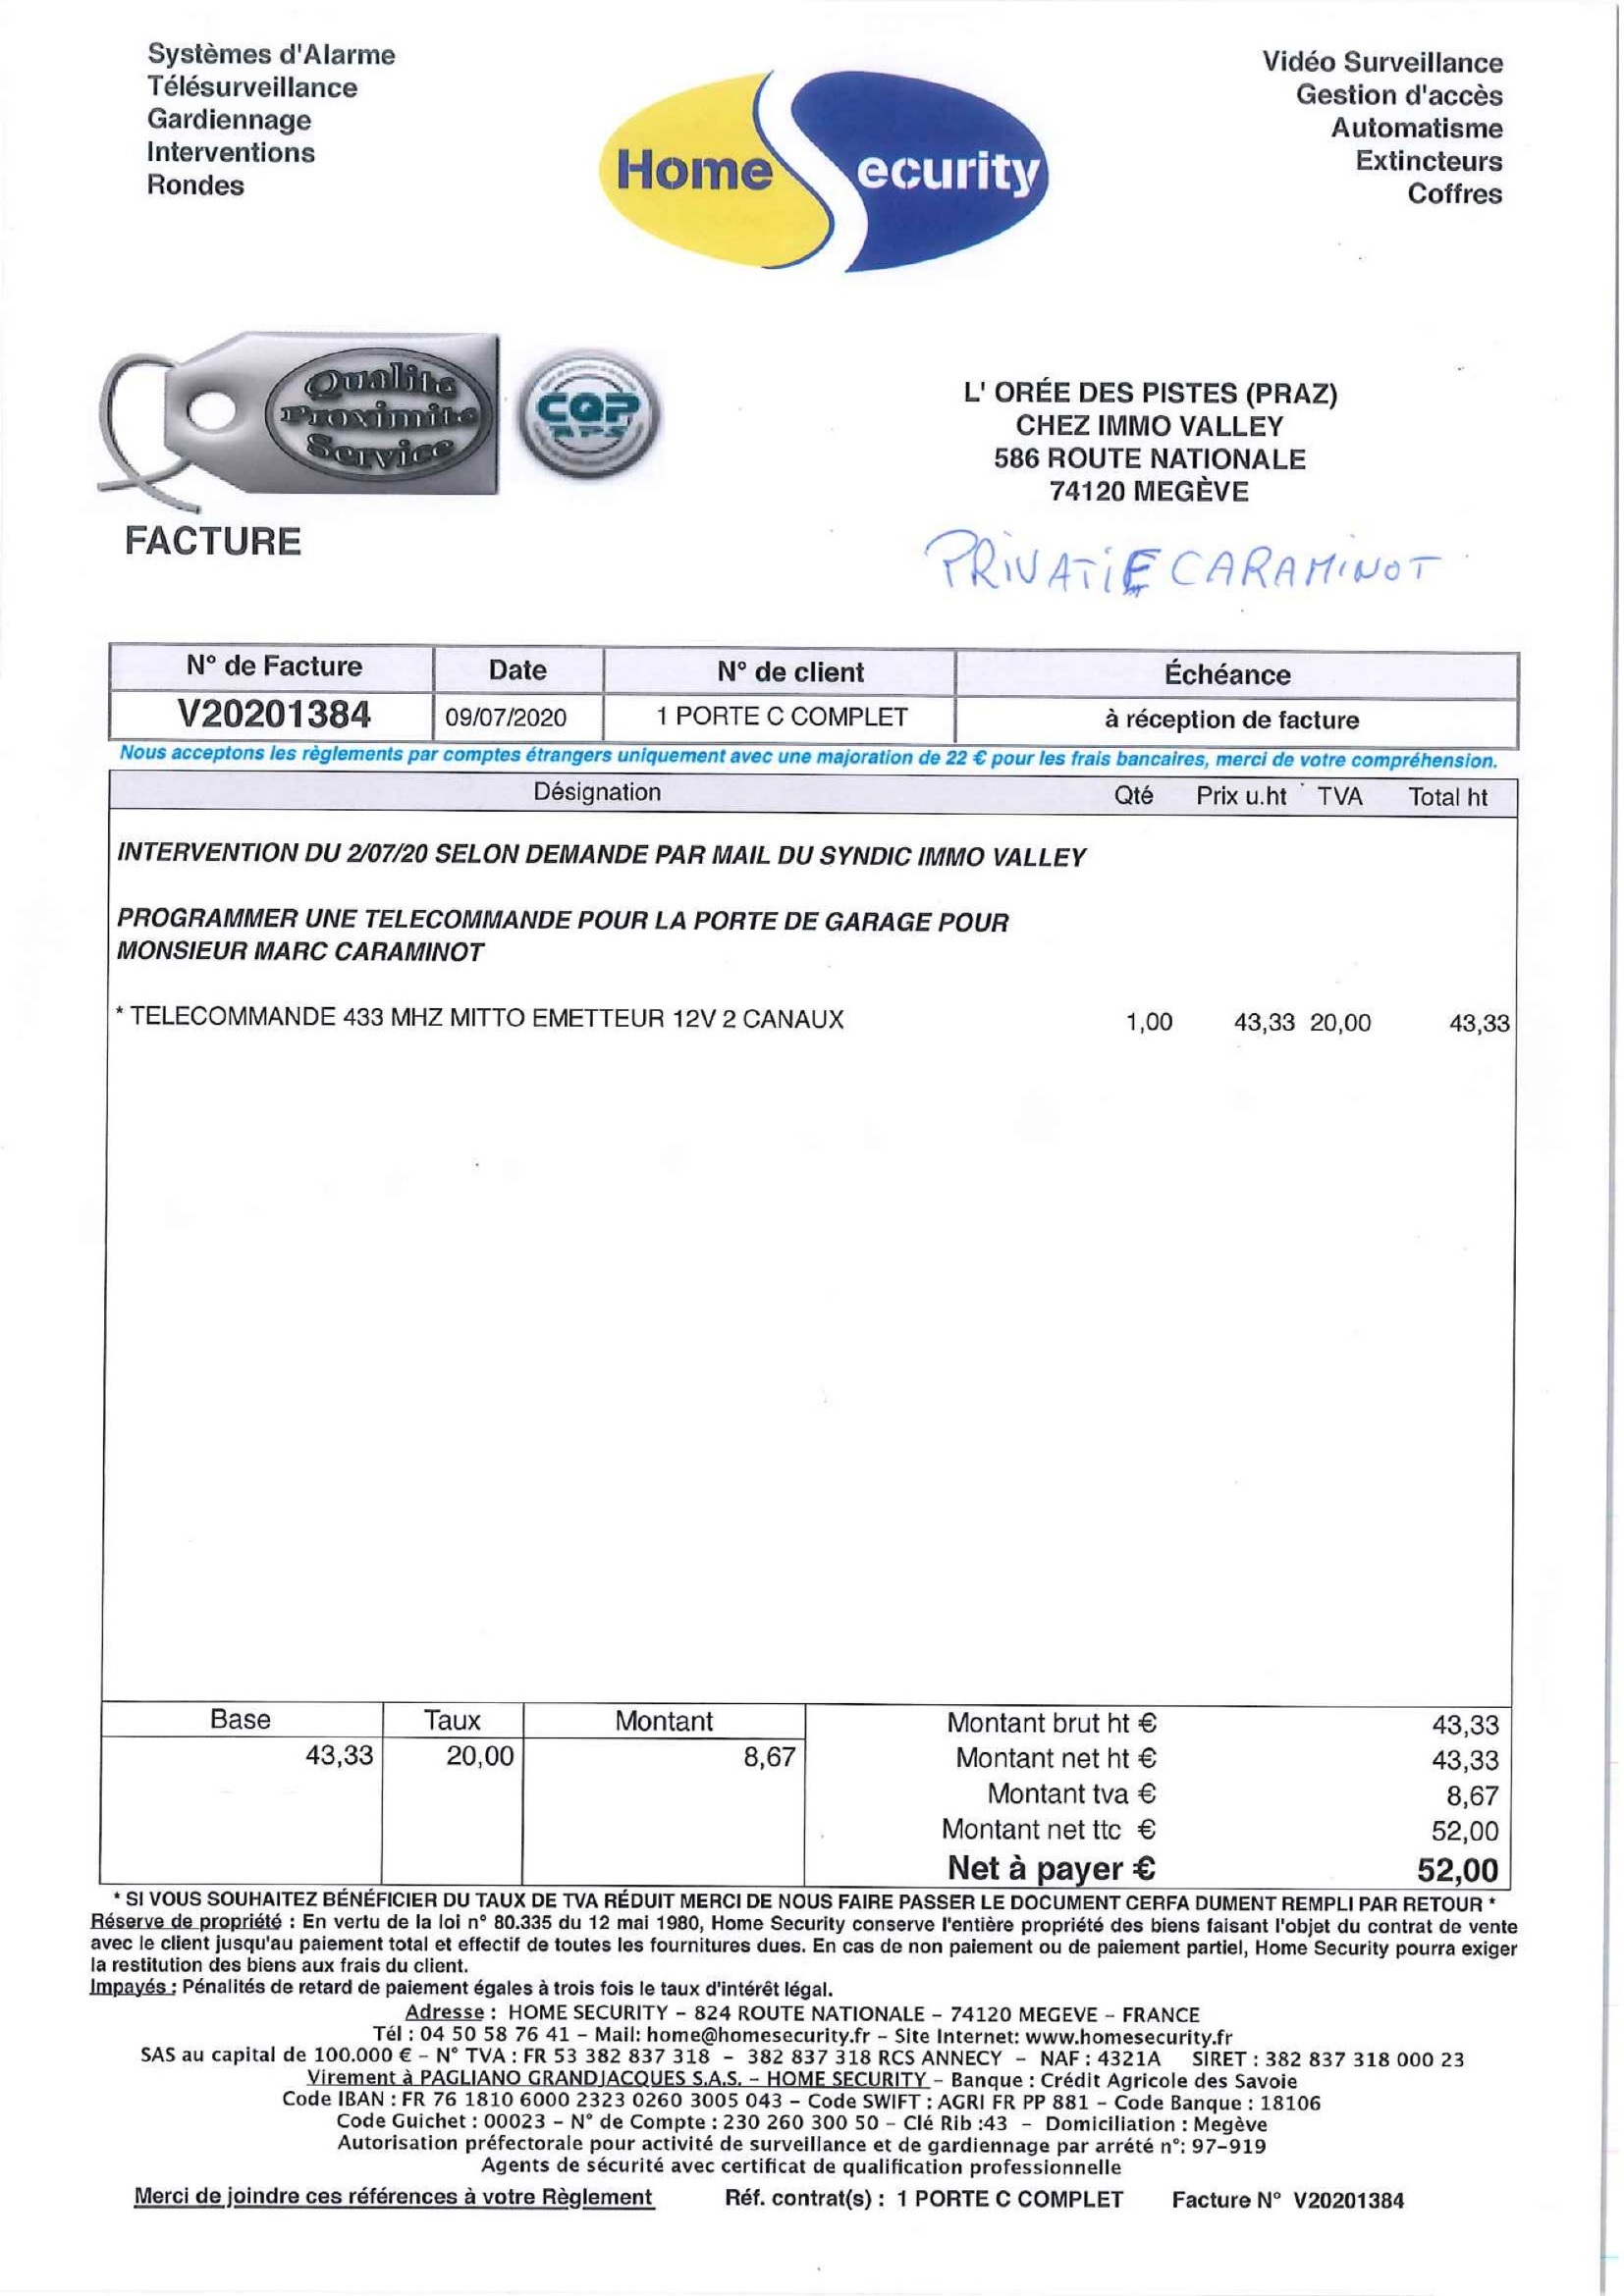 Systèmes d'Alarme
Télésurveillance
Gardiennage
Interventions
Rondes
Home Security
Vidéo Surveillance
Gestion d'accès
Automatisme
Extincteurs
Coffres
Qualité
Proximité
Service
CQP
APS
L' ORÉE DES PISTES (PRAZ)
CHEZ IMMO VALLEY
586 ROUTE NATIONALE
74120 MEGÈVE
FACTURE
PRIVATIE CARAMINOT
N° de Facture Date N° de client Échéance
V20201384 09/07/2020 1 PORTE C COMPLET à réception de facture
Nous acceptons les règlements par comptes étrangers uniquement avec une majoration de 22 € pour les frais bancaires, merci de votre compréhension.
Désignation Qté Prix u.ht TVA Total ht
INTERVENTION DU 2/07/20 SELON DEMANDE PAR MAIL DU SYNDIC IMMO VALLEY
PROGRAMMER UNE TELECOMMANDE POUR LA PORTE DE GARAGE POUR
MONSIEUR MARC CARAMINOT
* TELECOMMANDE 433 MHZ MITTO EMETTEUR 12V 2 CANAUX 1,00 43,33 20,00 43,33
Base Taux Montant
43,33 20,00 8,67
Montant brut ht € 43,33
Montant net ht € 43,33
Montant tva € 8,67
Montant net ttc € 52,00
Net à payer € 52,00
* SI VOUS SOUHAITEZ BÉNÉFICIER DU TAUX DE TVA RÉDUIT MERCI DE NOUS FAIRE PASSER LE DOCUMENT CERFA DUMENT REMPLI PAR RETOUR *
Réserve de propriété : En vertu de la loi n° 80.335 du 12 mai 1980, Home Security conserve l'entière propriété des biens faisant l'objet du contrat de vente
avec le client jusqu'au paiement total et effectif de toutes les fournitures dues. En cas de non paiement ou de paiement partiel, Home Security pourra exiger
la restitution des biens aux frais du client.
Impayés : Pénalités de retard de paiement égales à trois fois le taux d'intérêt légal.
Adresse : HOME SECURITY – 824 ROUTE NATIONALE – 74120 MEGEVE – FRANCE
Tél : 04 50 58 76 41 – Mail: home@homesecurity.fr – Site Internet: www.homesecurity.fr
SAS au capital de 100.000 € – N° TVA : FR 53 382 837 318 – 382 837 318 RCS ANNECY – NAF : 4321A SIRET : 382 837 318 000 23
Virement à PAGLIANO GRANDJACQUES S.A.S. – HOME SECURITY – Banque : Crédit Agricole des Savoie
Code IBAN : FR 76 1810 6000 2323 0260 3005 043 – Code SWIFT : AGRI FR PP 881 – Code Banque : 18106
Code Guichet : 00023 – N° de Compte : 230 260 300 50 – Clé Rib :43 – Domiciliation : Megève
Autorisation préfectorale pour activité de surveillance et de gardiennage par arrété n°: 97–919
Agents de sécurité avec certificat de qualification professionnelle
Merci de joindre ces références à votre Règlement Réf. contrat(s) : 1 PORTE C COMPLET Facture N° V20201384